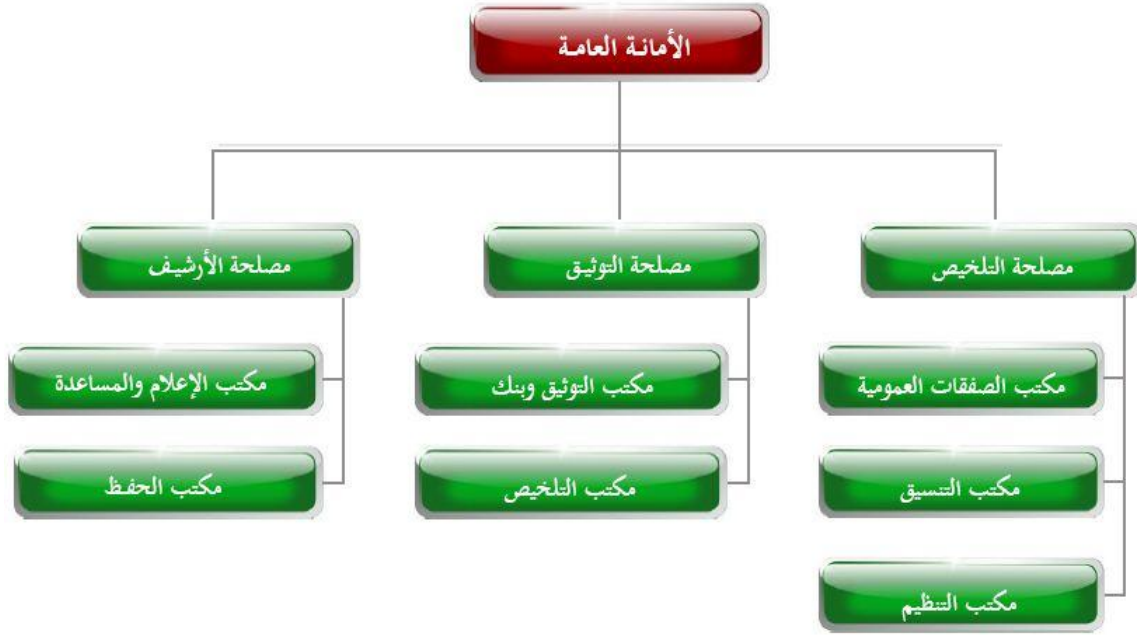 الأمانة العامة
مصلحة التلخيص
مصلحة التوثيق
مصلحة الأرشيف
مكتب الصفقات العمومية
مكتب التوثيق وبنك
مكتب الإعلام والمساعدة
مكتب التنسيق
مكتب التلخيص
مكتب الحفظ
مكتب التنظيم